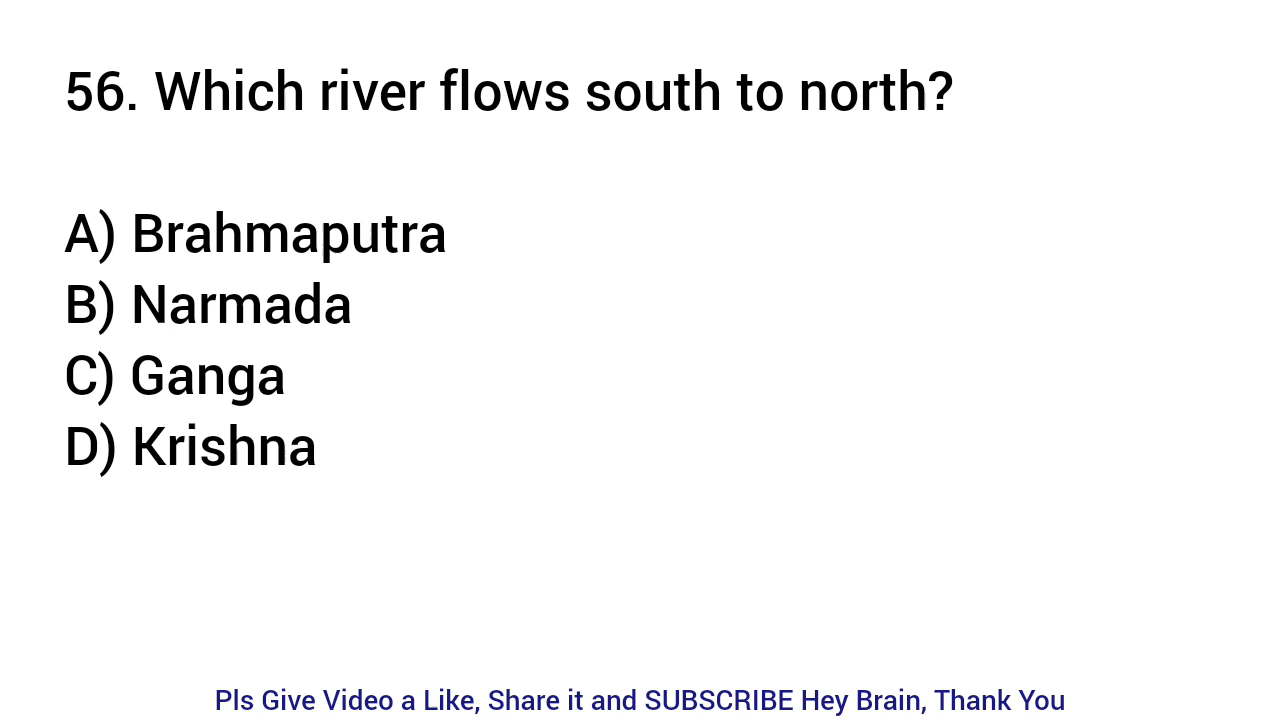 56. Which river flows south to north?
A) Brahmaputra
B) Narmada
C) Ganga
D) Krishna
Pls Give Video a Like, Share it and SUBSCRIBE Hey Brain, Thank You